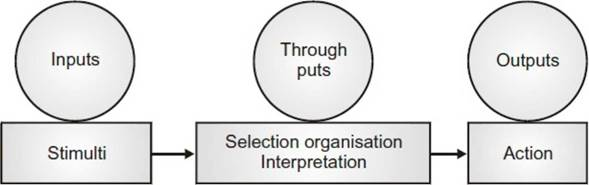 Inputs
Through
puts
Outputs
Stimulti
Selection organisation
Interpretation
Action